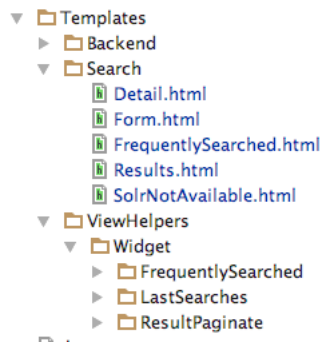 Templates
Backend
Search
Detail.html
Form.html
FrequentlySearched.html
Results.html
SolrNotAvailable.html
ViewHelpers
Widget
FrequentlySearched
LastSearches
ResultPaginate